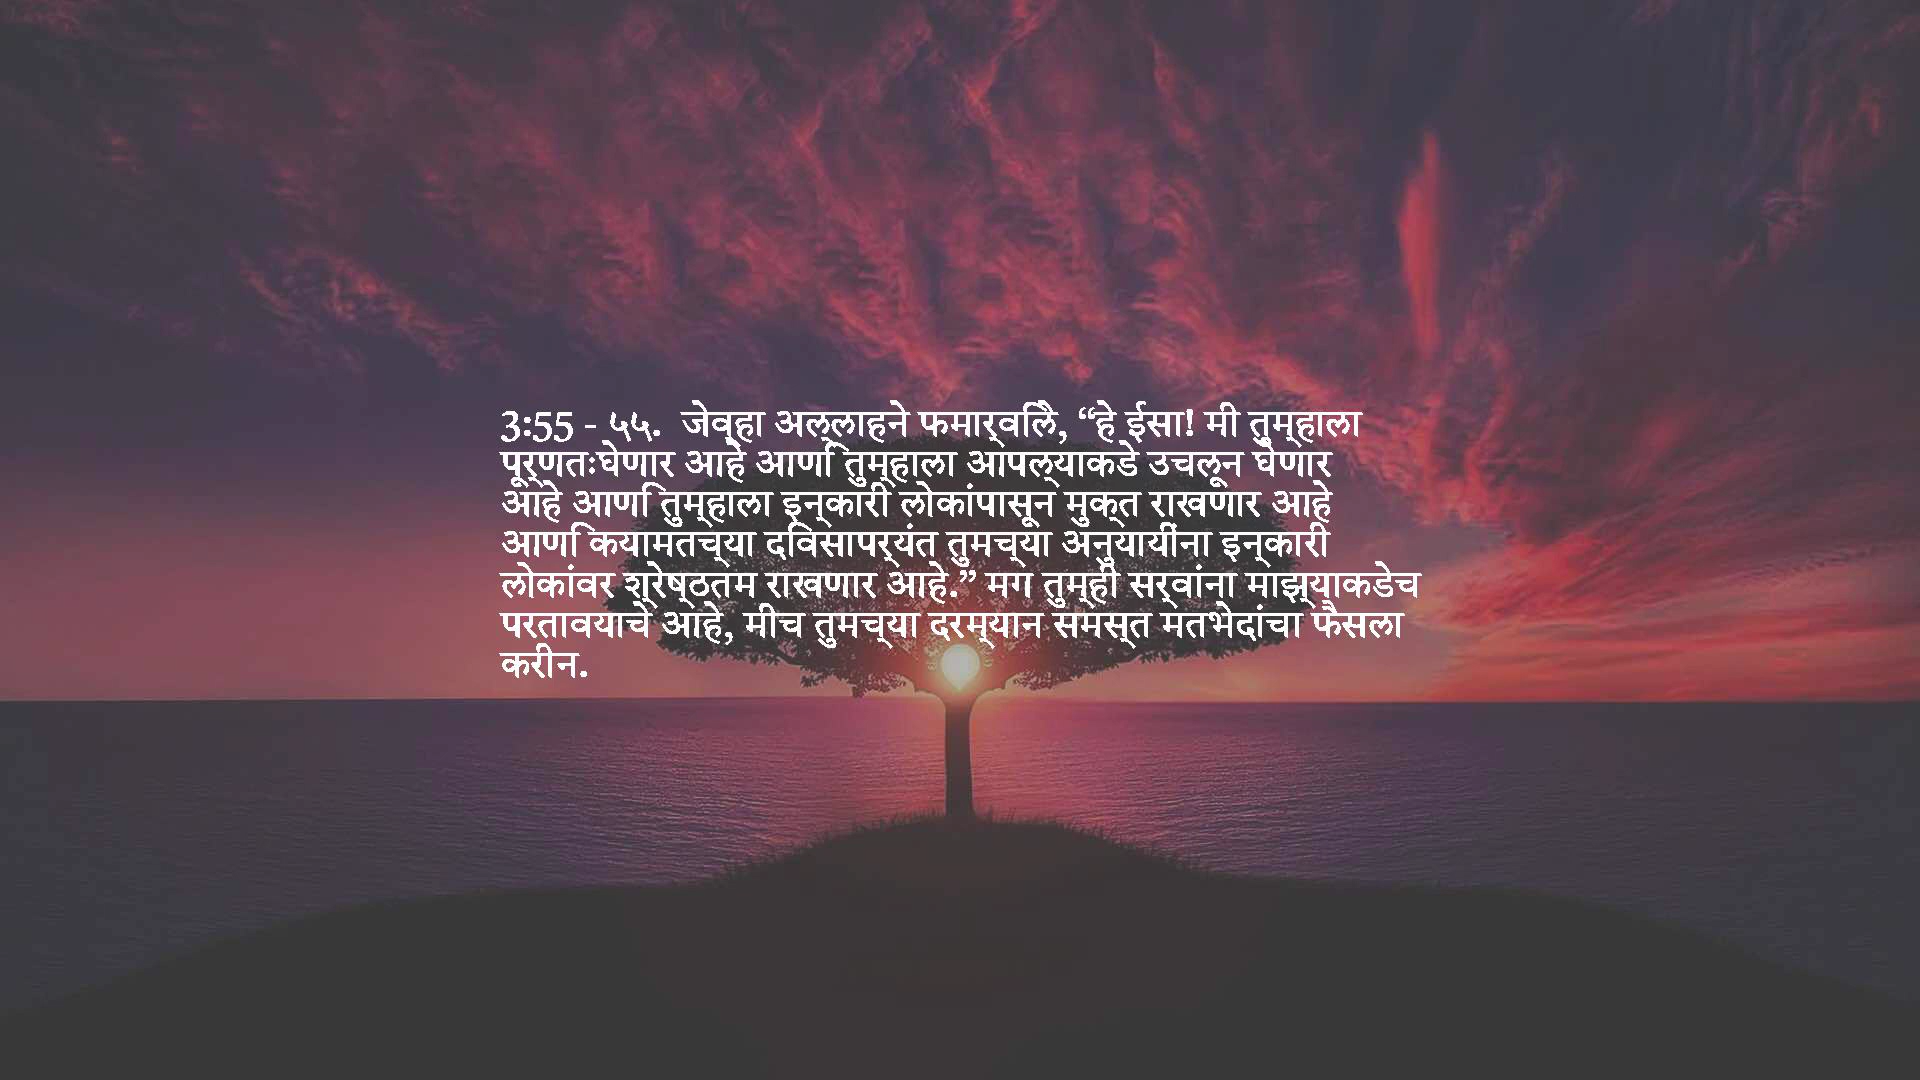 3:55 - ५५.  जेव्हा अल्लाहने फर्माविले, “हे ईसा! मी तुम्हाला
पूर्णतःघेणार आहे आणि तुम्हाला आपल्याकडे उचलून घेणार
आहे आणि तुम्हाला इन्कारी लोकांपासून मुक्त राखणार आहे
आणि कयामतच्या दिवसापर्यंत तुमच्या अनुयायींना इन्कारी
लोकांवर श्रेष्ठतम राखणार आहे.” मग तुम्ही सर्वांना माझ्याकडेच
परतावयाचे आहे, मीच तुमच्या दरम्यान समस्त मतभेदांचा फैसला
करीन.